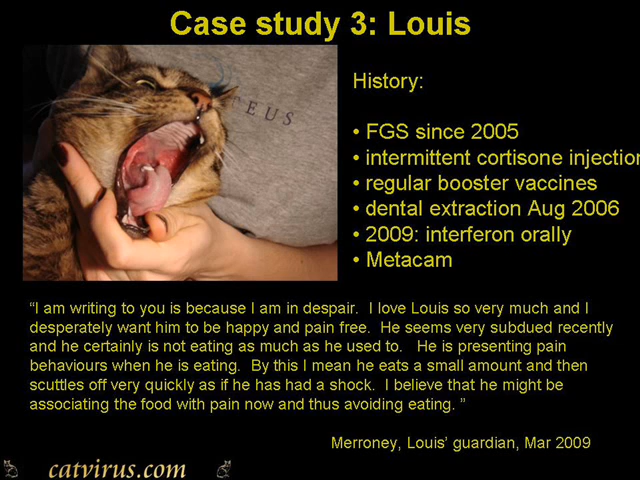 Case study 3: Louis
TEUS
History:
• FGS since 2005
• intermittent cortisone injection
• regular booster vaccines
• dental extraction Aug 2006
• 2009: interferon orally
• Metacam
“I am writing to you is because I am in despair.  I love Louis so very much and I
desperately want him to be happy and pain free.  He seems very subdued recently
and he certainly is not eating as much as he used to.   He is presenting pain
behaviours when he is eating.  By this I mean he eats a small amount and then
scuttles off very quickly as if he has had a shock.  I believe that he might be
associating the food with pain now and thus avoiding eating. ”
Merroney, Louis’ guardian, Mar 2009
catvirus.com